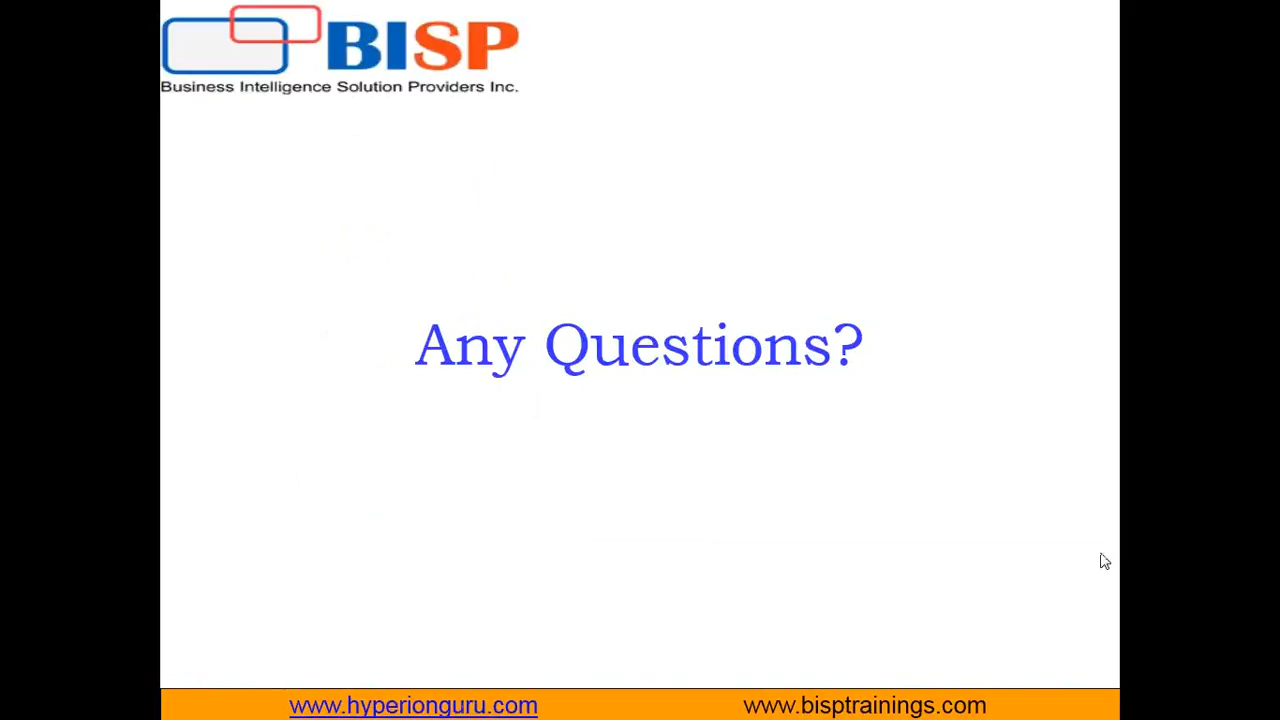 BISP
Business Intelligence Solution Providers Inc.
Any Questions?
www.hyperionguru.com www.bisptrainings.com